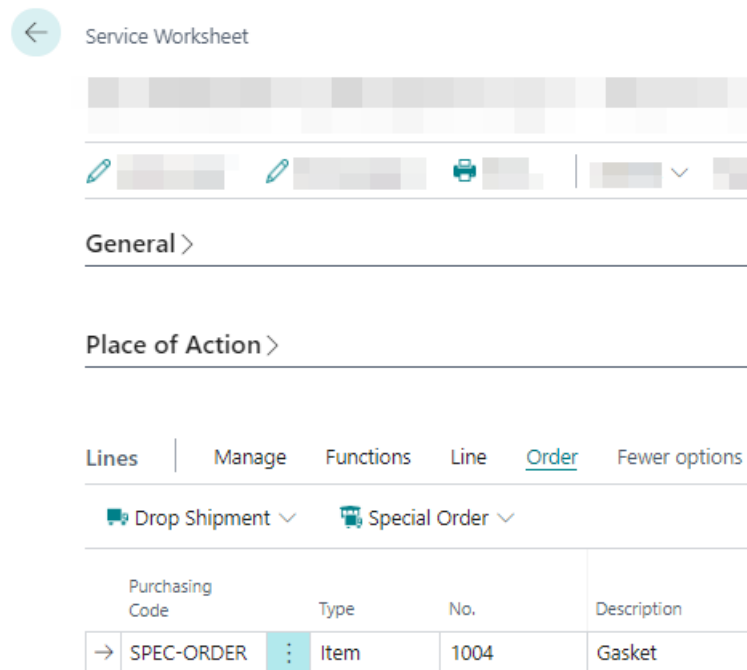 Service Worksheet
General
Place of Action
Lines Manage Functions Line Order Fewer options
Drop Shipment Special Order
Purchasing
Code Type No. Description
SPEC-ORDER Item 1004 Gasket